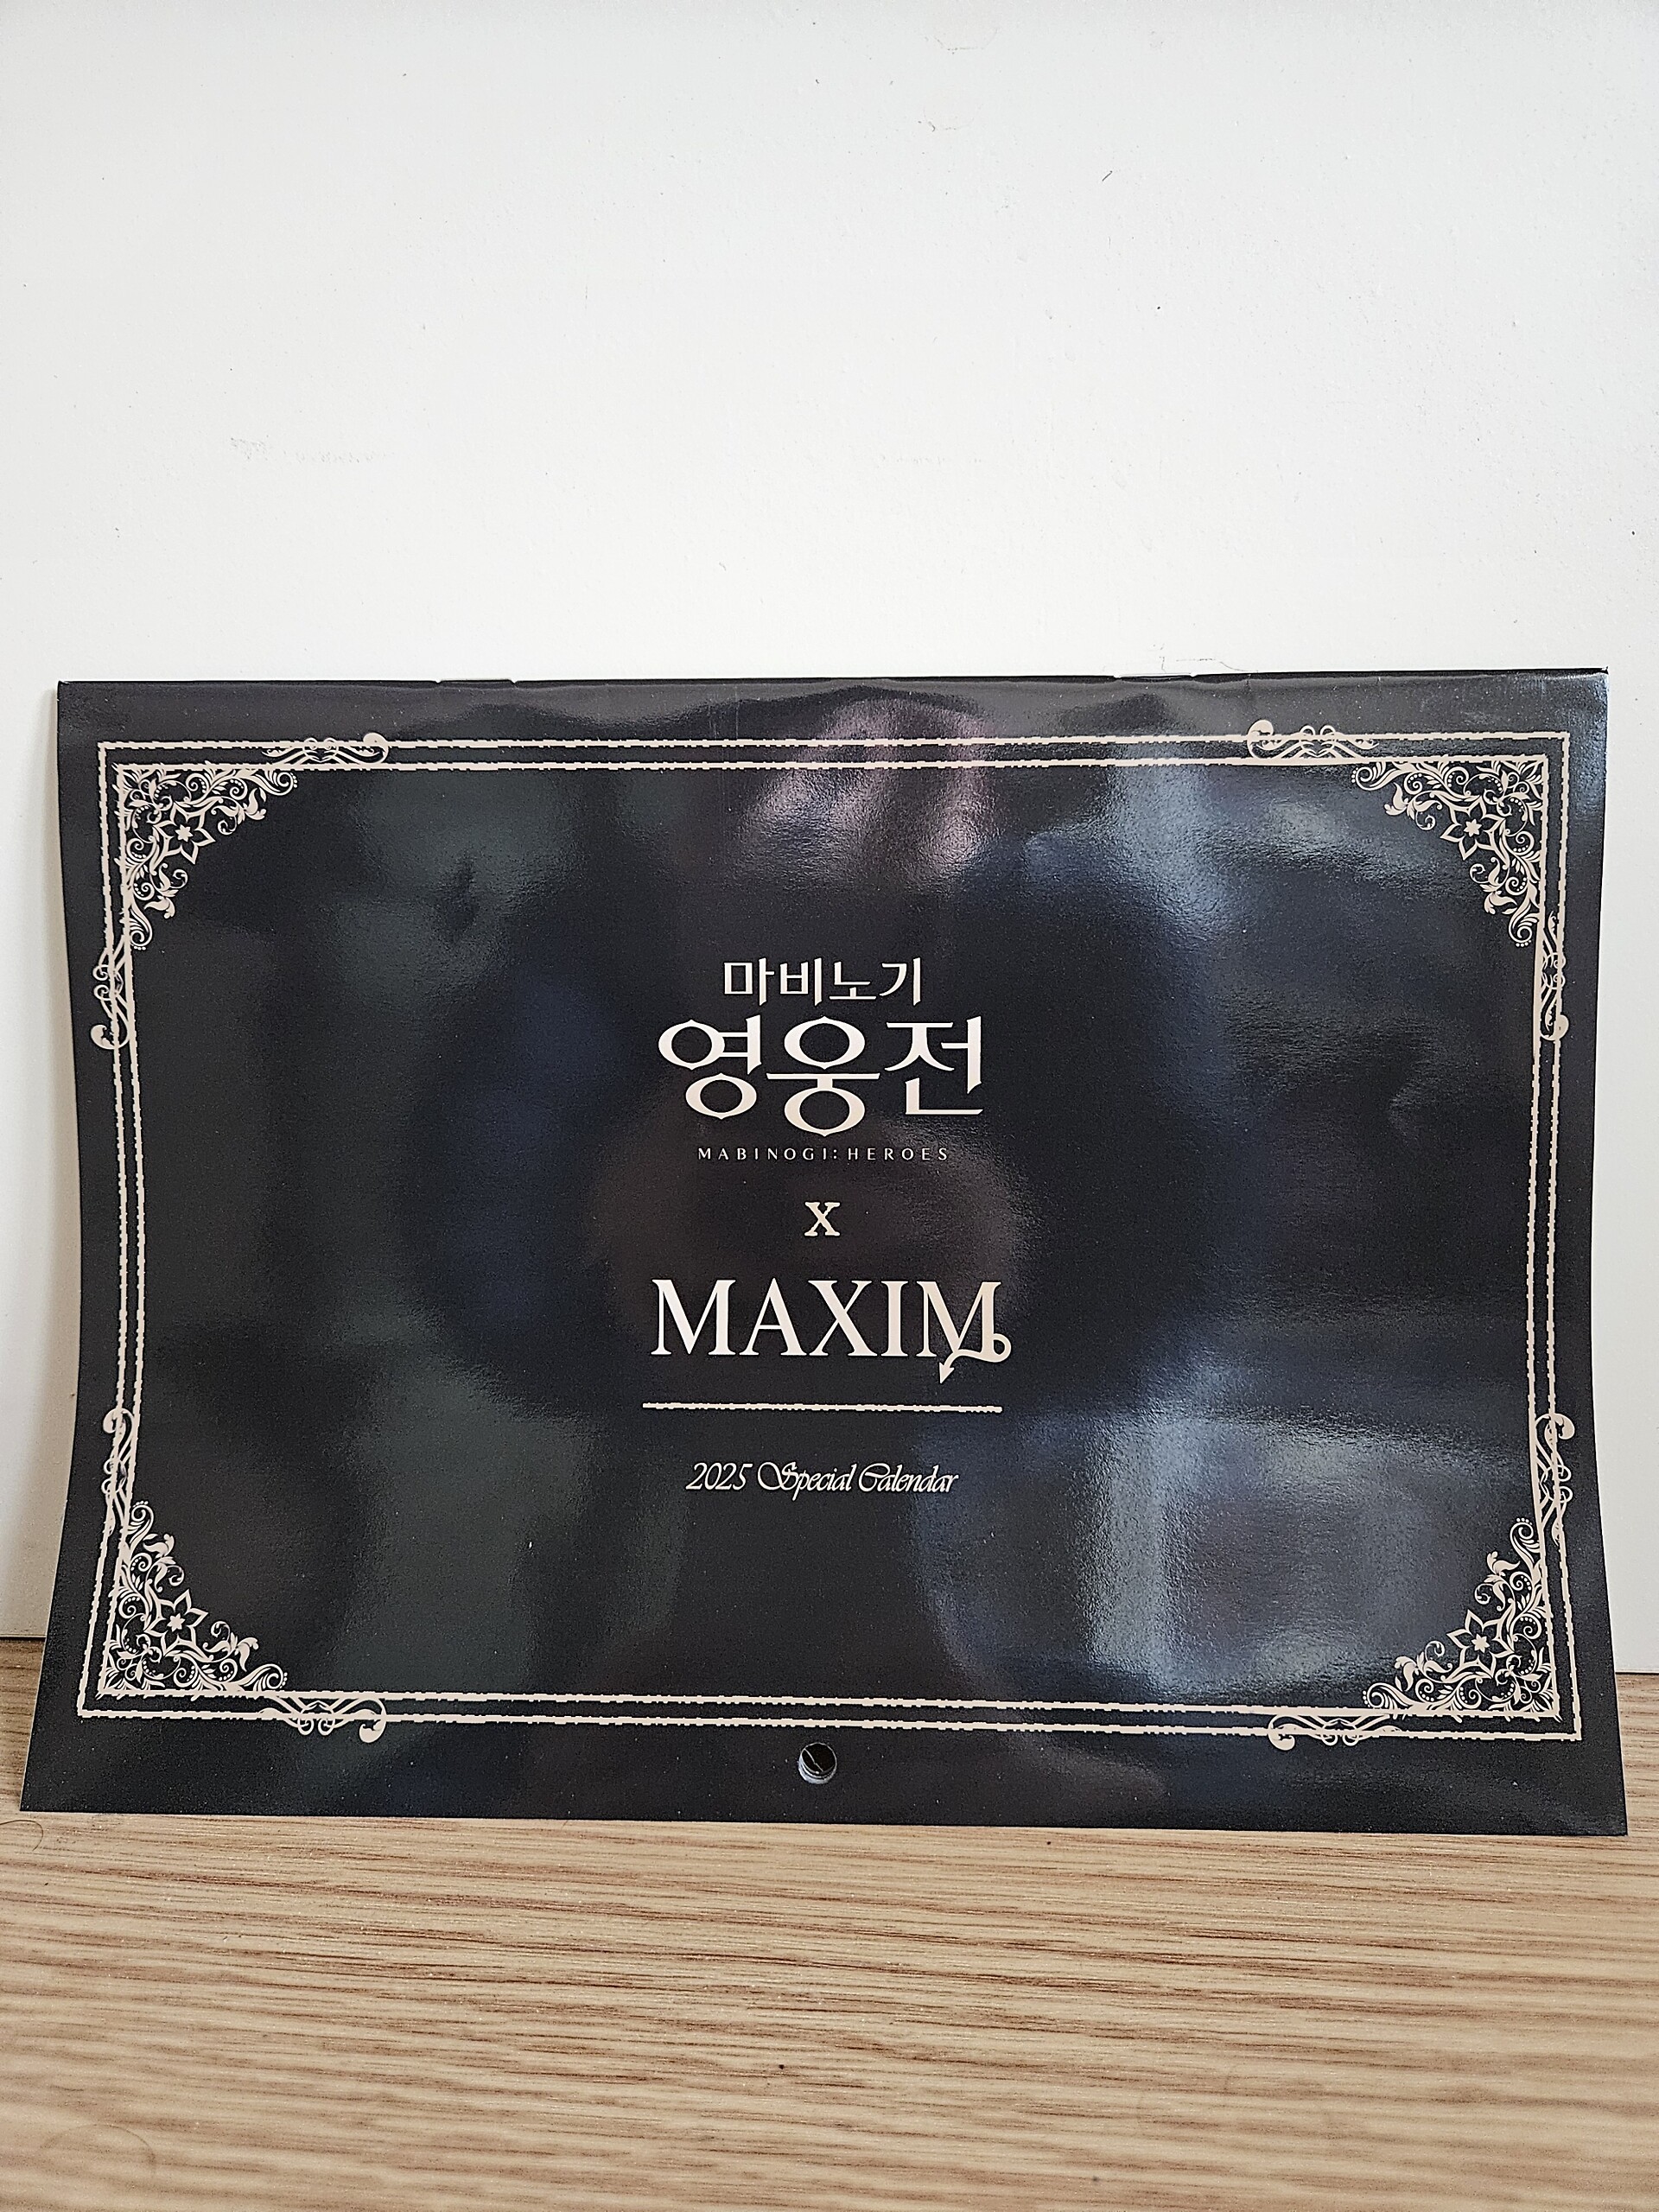 마비노기
영웅전
MABINOGI: HEROES
x
MAXIM
2025 Special Calendar